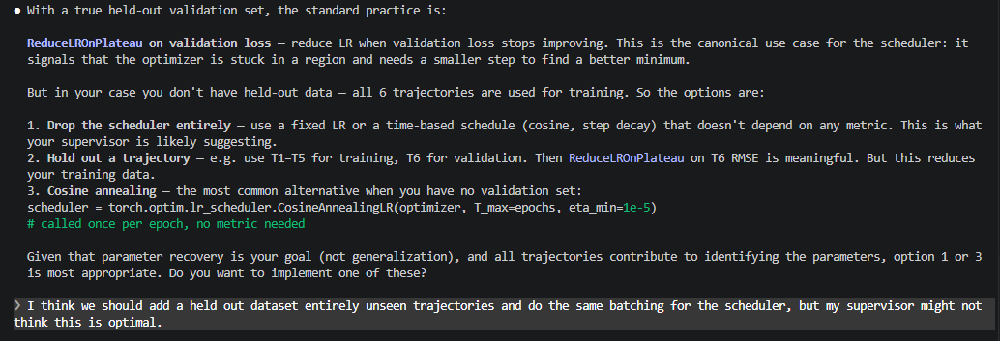 ● With a true held-out validation set, the standard practice is:
ReduceLROnPlateau on validation loss — reduce LR when validation loss stops improving. This is the canonical use case for the scheduler: it
signals that the optimizer is stuck in a region and needs a smaller step to find a better minimum.
But in your case you don't have held-out data — all 6 trajectories are used for training. So the options are:
1. Drop the scheduler entirely — use a fixed LR or a time-based schedule (cosine, step decay) that doesn't depend on any metric. This is what
your supervisor is likely suggesting.
2. Hold out a trajectory — e.g. use T1–T5 for training, T6 for validation. Then ReduceLROnPlateau on T6 RMSE is meaningful. But this reduces
your training data.
3. Cosine annealing — the most common alternative when you have no validation set:
scheduler = torch.optim.lr_scheduler.CosineAnnealingLR(optimizer, T_max=epochs, eta_min=1e-5)
# called once per epoch, no metric needed
Given that parameter recovery is your goal (not generalization), and all trajectories contribute to identifying the parameters, option 1 or 3
is most appropriate. Do you want to implement one of these?
❯ I think we should add a held out dataset entirely unseen trajectories and do the same batching for the scheduler, but my supervisor might not
think this is optimal.